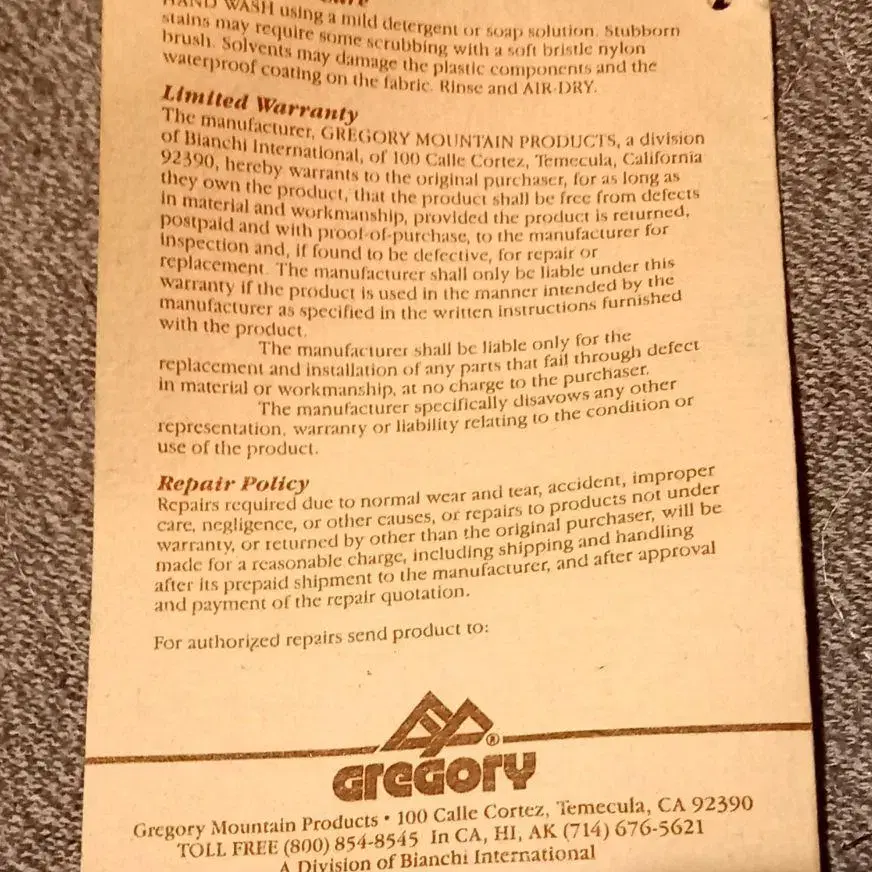 HAND WASH using a mild detergent or soap solution. Stubborn
stains may require some scrubbing with a soft bristle nylon
brush. Solvents may damage the plastic components and the
waterproof coating on the fabric. Rinse and AIR-DRY.
Limited Warranty
The manufacturer, GREGORY MOUNTAIN PRODUCTS, a division
of Bianchi International, of 100 Calle Cortez, Temecula, California
92390, hereby warrants to the original purchaser, for as long as
they own the product, that the product shall be free from defects
in material and workmanship, provided the product is returned,
postpaid and with proof-of-purchase, to the manufacturer for
inspection and, if found to be defective, for repair or
replacement. The manufacturer shall only be liable under this
warranty if the product is used in the manner intended by the
manufacturer as specified in the written instructions furnished
with the product.
The manufacturer shall be liable only for the
replacement and installation of any parts that fail through defect
in material or workmanship, at no charge to the purchaser.
The manufacturer specifically disavows any other
representation, warranty or liability relating to the condition or
use of the product.
Repair Policy
Repairs required due to normal wear and tear, accident, improper
care, negligence, or other causes, or repairs to products not under
warranty, or returned by other than the original purchaser, will be
made for a reasonable charge, including shipping and handling
after its prepaid shipment to the manufacturer, and after approval
and payment of the repair quotation.
For authorized repairs send product to:
GREGORY®
Gregory Mountain Products • 100 Calle Cortez, Temecula, CA 92390
TOLL FREE (800) 854-8545 In CA, HI, AK (714) 676-5621
A Division of Bianchi International